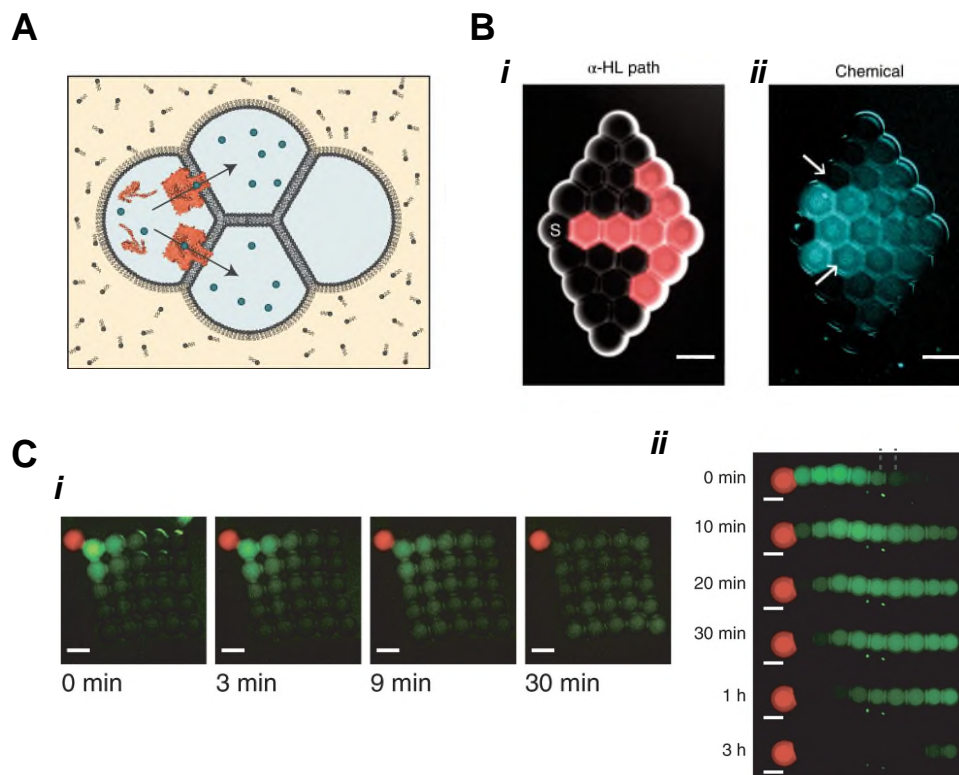 A
B
i
α-HL path
S
ii
Chemical
C
i
0 min
3 min
9 min
30 min
ii
0 min
10 min
20 min
30 min
1 h
3 h